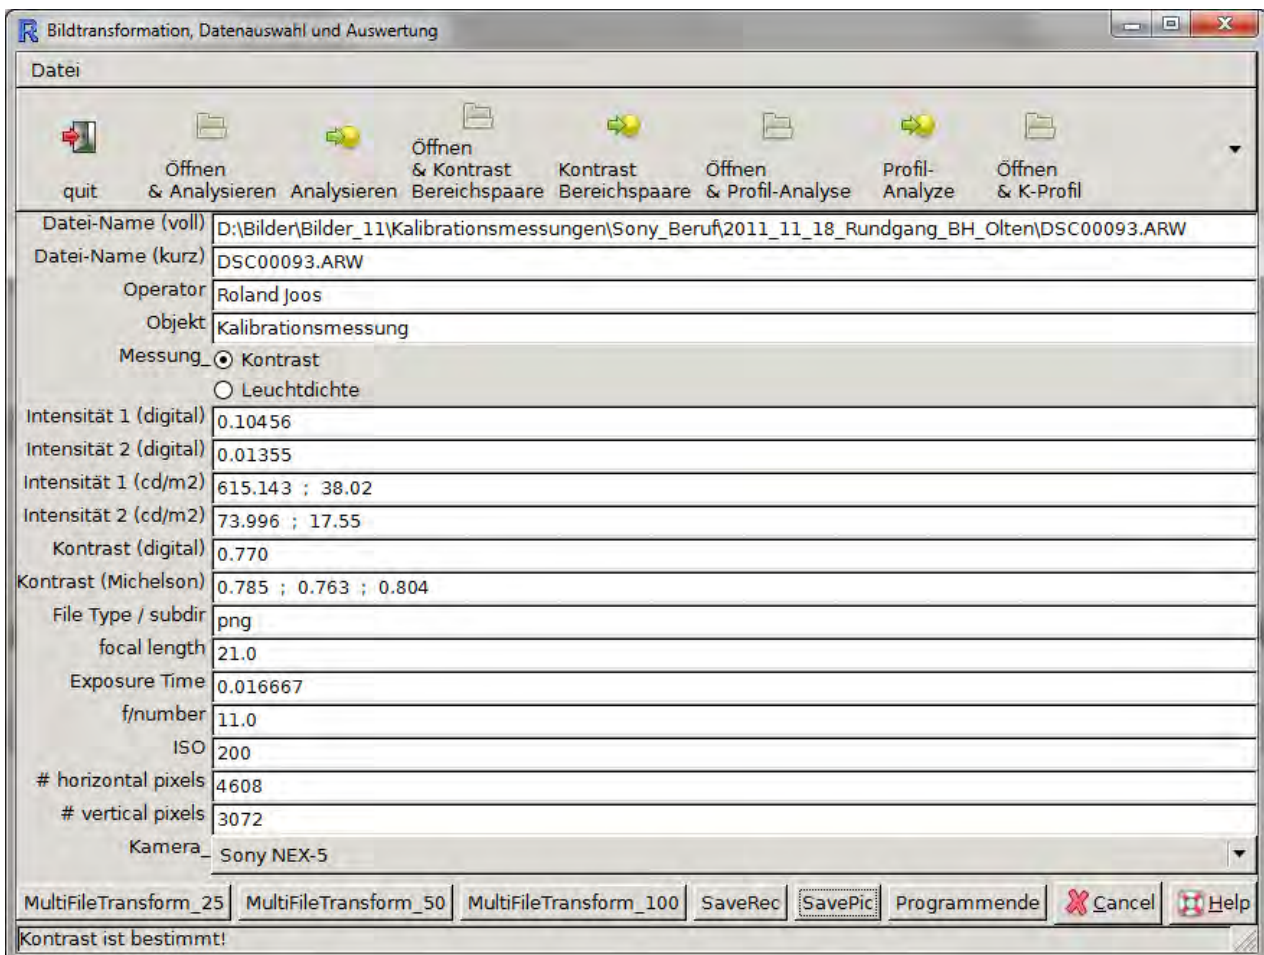 Bildtransformation, Datenauswahl und Auswertung
Datei
quit
Öffnen
& Analysieren
Analysieren
Öffnen
& Kontrast
Bereichspaare
Kontrast
Bereichspaare
Öffnen
& Profil-Analyse
Profil-
Analyze
Öffnen
& K-Profil
Datei-Name (voll) D:\Bilder\Bilder_11\Kalibrationsmessungen\Sony_Beruf\2011_11_18_Rundgang_BH_Olten\DSC00093.ARW
Datei-Name (kurz) DSC00093.ARW
Operator Roland Joos
Objekt Kalibrationsmessung
Messung_ Kontrast
Leuchtdichte
Intensität 1 (digital) 0.10456
Intensität 2 (digital) 0.01355
Intensität 1 (cd/m2) 615.143 ; 38.02
Intensität 2 (cd/m2) 73.996 ; 17.55
Kontrast (digital) 0.770
Kontrast (Michelson) 0.785 ; 0.763 ; 0.804
File Type / subdir png
focal length 21.0
Exposure Time 0.016667
f/number 11.0
ISO 200
# horizontal pixels 4608
# vertical pixels 3072
Kamera_ Sony NEX-5
MultiFileTransform_25 MultiFileTransform_50 MultiFileTransform_100 SaveRec SavePic Programmende Cancel Help
Kontrast ist bestimmt!